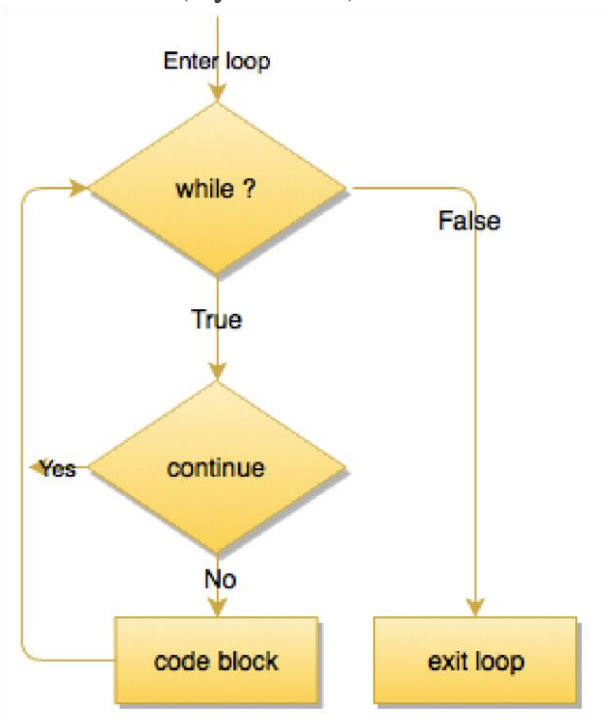 Enter loop
while ?
False
True
continue
Yes
No
code block
exit loop